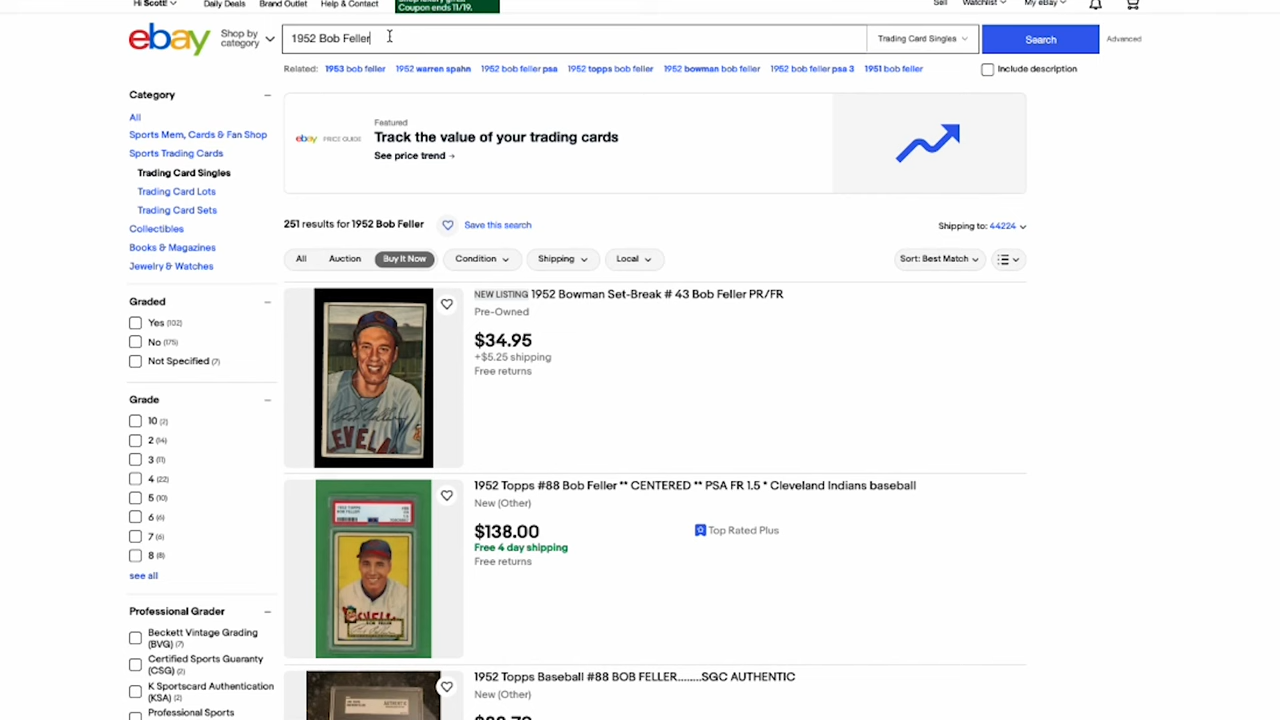 Hi Scott!
Daily Deals
Brand Outlet
Help & Contact
Coupon ends 11/19.
Sell
Watchlist
My eBay
ebay
Shop by
category
1952 Bob Feller
Trading Card Singles
Search
Advanced
Related: 1953 bob feller 1952 warren spahn 1952 bob feller psa 1952 topps bob feller 1952 bowman bob feller 1952 bob feller psa 3 1951 bob feller
Include description
Category
All
Sports Mem, Cards & Fan Shop
Sports Trading Cards
Trading Card Singles
Trading Card Lots
Trading Card Sets
Collectibles
Books & Magazines
Jewelry & Watches
Graded
Yes (102)
No (175)
Not Specified (7)
Grade
10 (2)
2 (14)
3 (11)
4 (22)
5 (10)
6 (6)
7 (6)
8 (8)
see all
Professional Grader
Beckett Vintage Grading
(BVG) (7)
Certified Sports Guaranty
(CSG) (2)
K Sportscard Authentication
(KSA) (2)
Professional Sports
ebay PRICE GUIDE
Featured
Track the value of your trading cards
See price trend →
251 results for 1952 Bob Feller
Save this search
Shipping to: 44224
All
Auction
Buy It Now
Condition
Shipping
Local
Sort: Best Match
NEW LISTING 1952 Bowman Set-Break # 43 Bob Feller PR/FR
Pre-Owned
$34.95
+$5.25 shipping
Free returns
1952 Topps #88 Bob Feller ** CENTERED ** PSA FR 1.5 * Cleveland Indians baseball
New (Other)
$138.00
Free 4 day shipping
Free returns
Top Rated Plus
1952 Topps Baseball #88 BOB FELLER........SGC AUTHENTIC
New (Other)